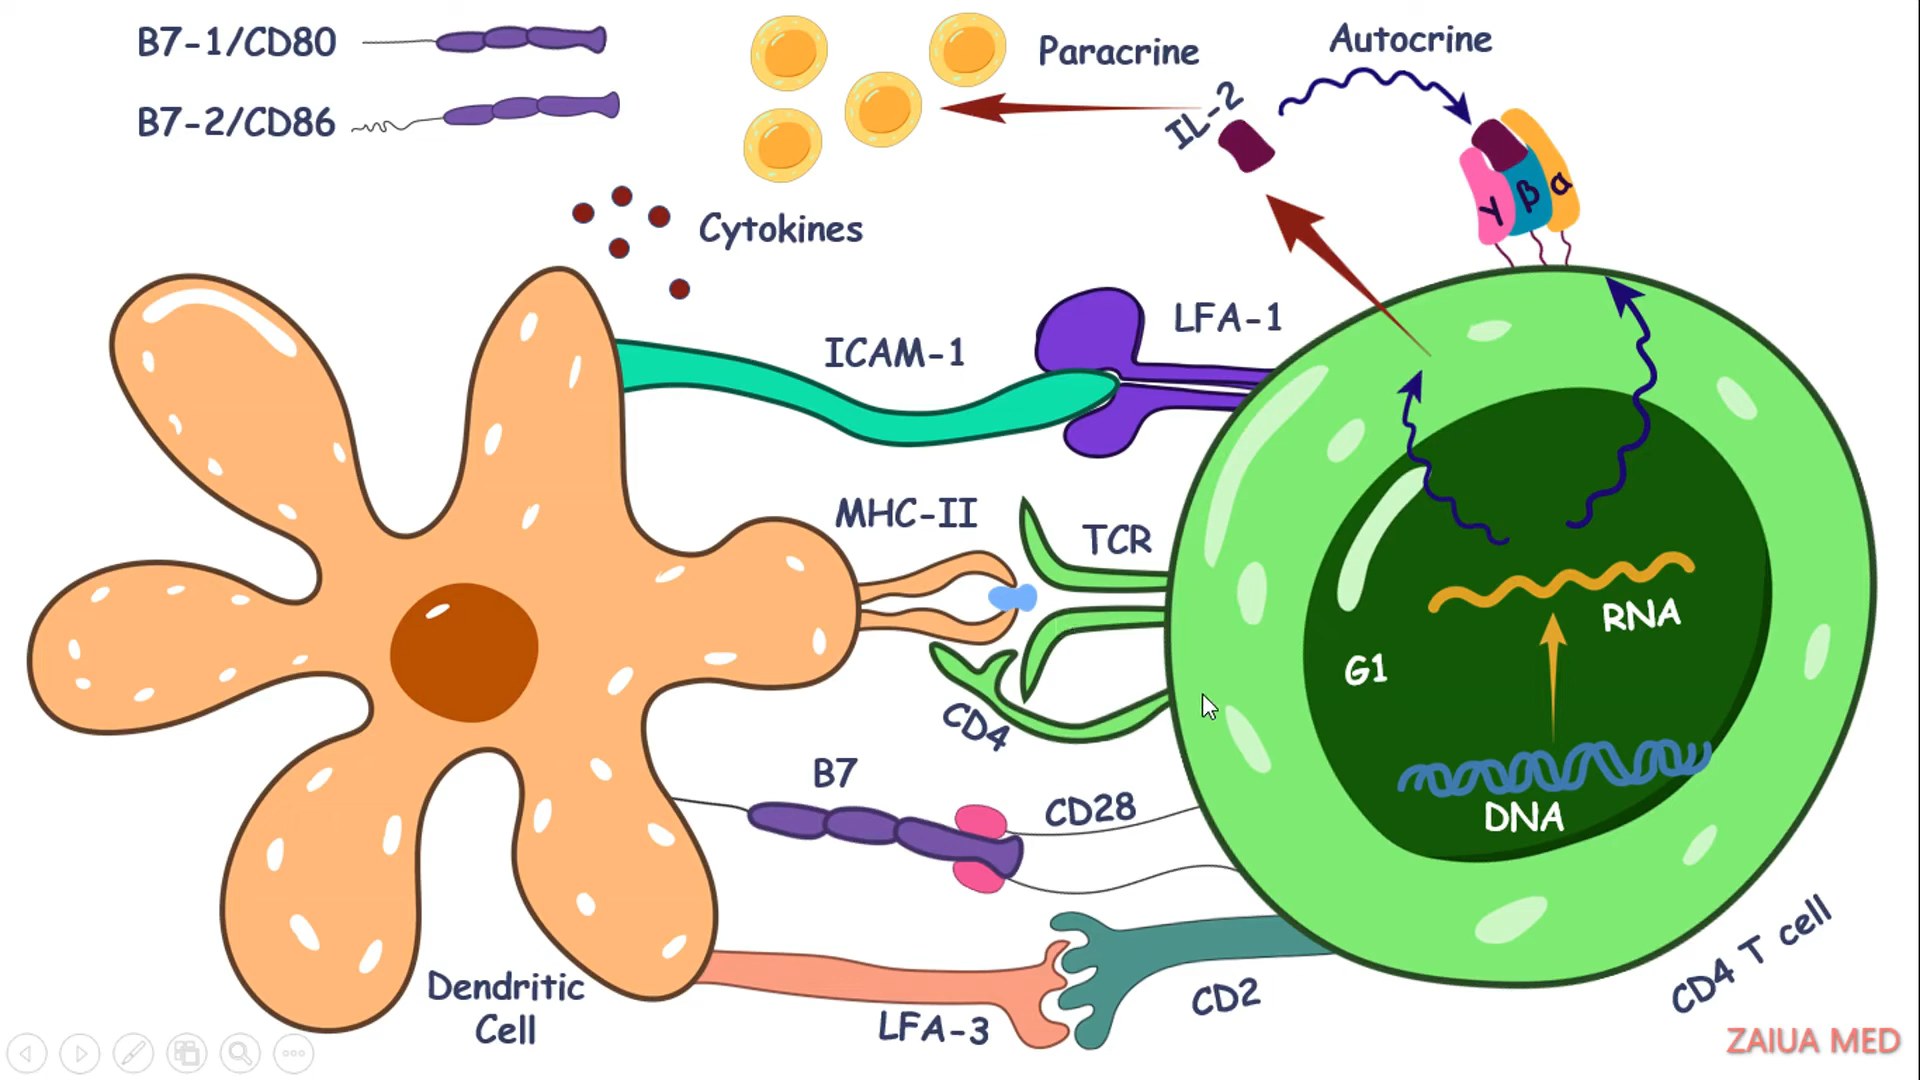 B7-1/CD80
B7-2/CD86
Paracrine
Autocrine
IL-2
γ
β
α
Cytokines
ICAM-1
LFA-1
MHC-II
TCR
CD4
B7
CD28
G1
RNA
DNA
Dendritic
Cell
LFA-3
CD2
CD4 T cell
ZAIUA MED